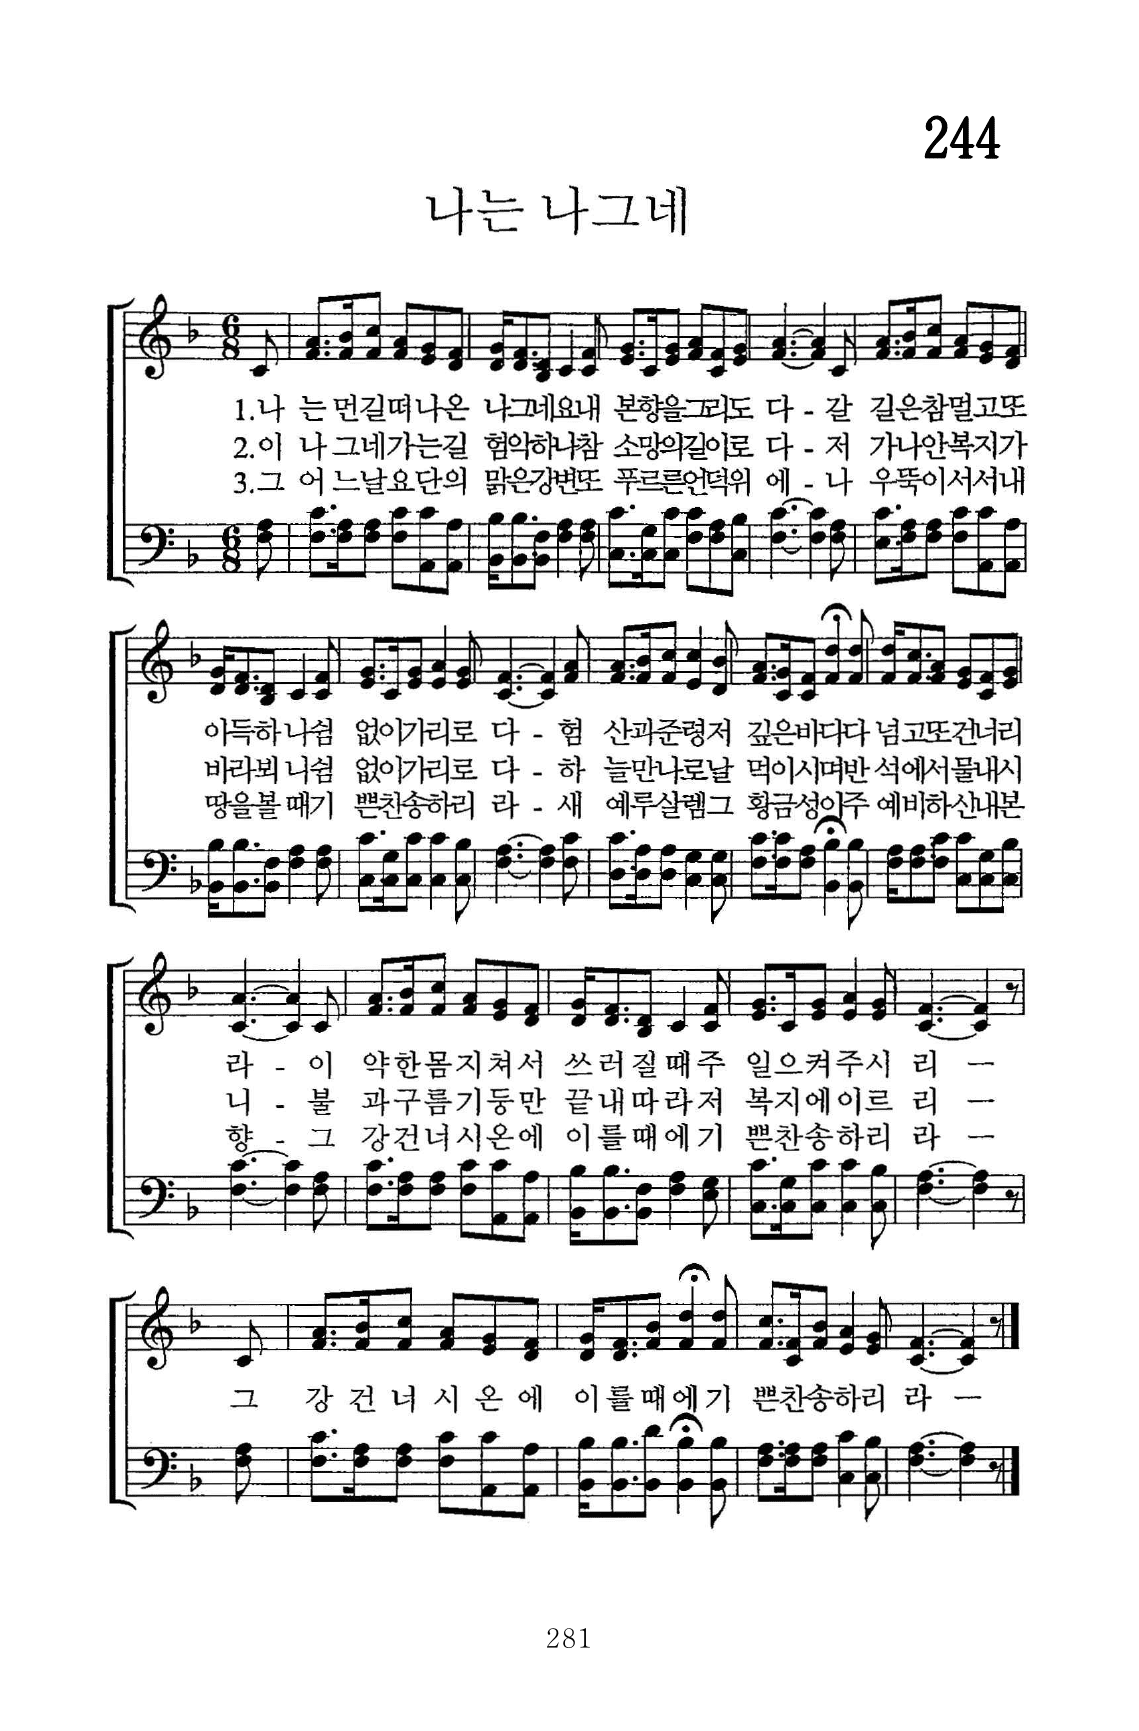 244
나는 나그네
6 8
1.나 는 먼길떠나온 나그네요내 본향을그리도 다 - 갈 길은참멀고또
2.이 나 그네가는길 험악하나참 소망의길이로 다 - 저 가나안복지가
3.그 어 느날요단의 맑은강변또 푸르른언덕위 에 - 나 우뚝이서서내
6 8
아득하 나쉼 없이가리로 다 - 험 산과준령저 깊은바디다 넘고또건너리
바라뵈 니쉼 없이가리로 다 - 하 늘만나로날 먹이시며반 석에서물내시
땅을볼 때기 쁜찬송하리 라 - 새 예루살렘그 황금성이주 예비하산내본
라 - 이 약한몸지쳐서 쓰러질때주 일으켜주시 리 ㅡ
니 - 불 과구름기둥만 끝내따라저 복지에이르 리 ㅡ
향 - 그 강건너시온에 이를때에기 쁜찬송하리 라 ㅡ
그 강 건 너 시 온 에 이를때에기 쁜찬송하리 라 ㅡ
281